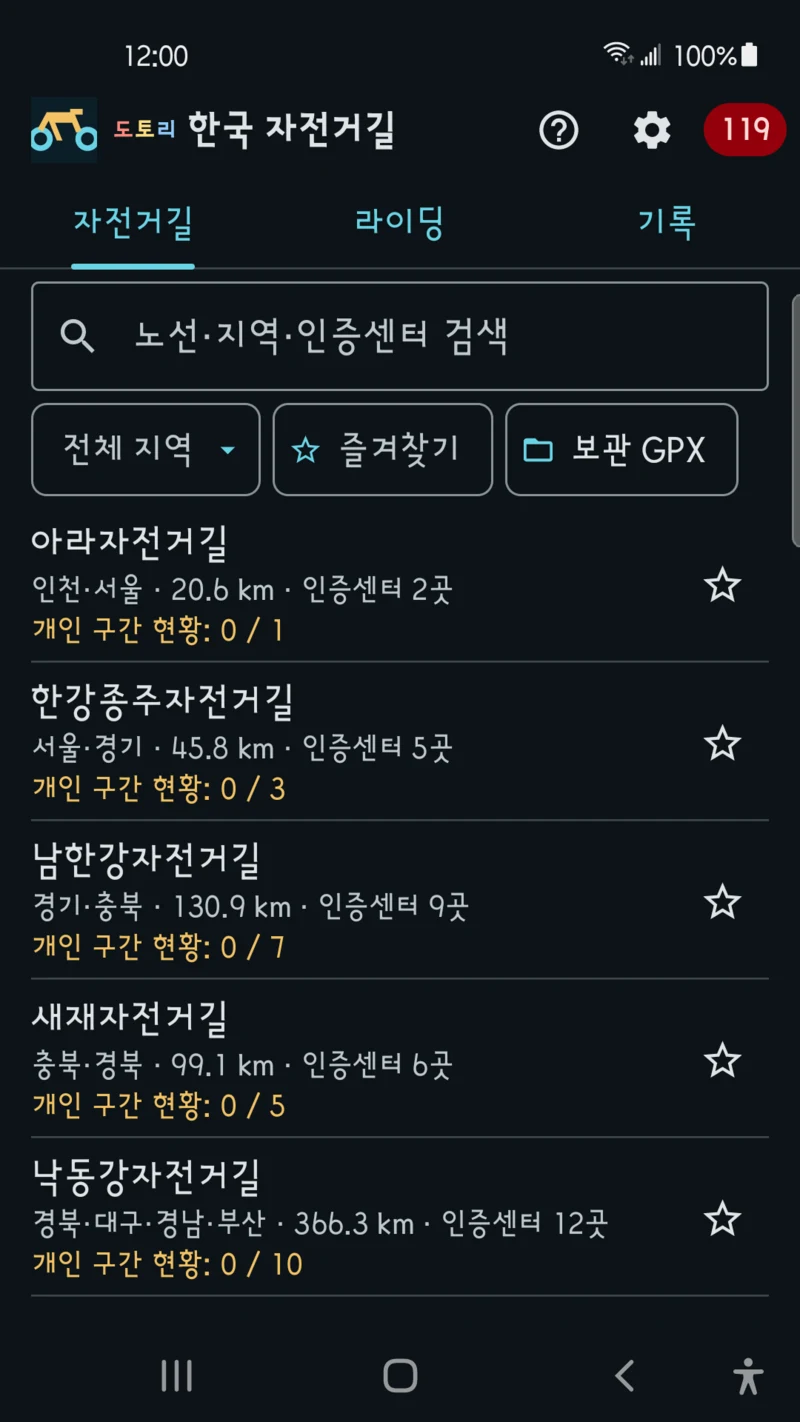 12:00 100%
도토리 한국 자전거길 119
자전거길 라이딩 기록
노선·지역·인증센터 검색
전체 지역 즐겨찾기 보관 GPX
아라자전거길
인천·서울 · 20.6 km · 인증센터 2곳
개인 구간 현황: 0 / 1
한강종주자전거길
서울·경기 · 45.8 km · 인증센터 5곳
개인 구간 현황: 0 / 3
남한강자전거길
경기·충북 · 130.9 km · 인증센터 9곳
개인 구간 현황: 0 / 7
새재자전거길
충북·경북 · 99.1 km · 인증센터 6곳
개인 구간 현황: 0 / 5
낙동강자전거길
경북·대구·경남·부산 · 366.3 km · 인증센터 12곳
개인 구간 현황: 0 / 10